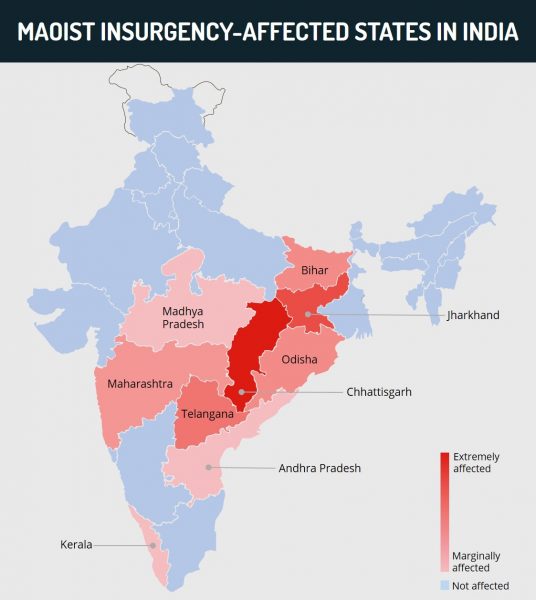 MAOIST INSURGENCY-AFFECTED STATES IN INDIA
Bihar
Madhya
Pradesh
Jharkhand
Odisha
Maharashtra
Chhattisgarh
Telangana
Andhra Pradesh
Kerala
Extremely
affected
Marginally
affected
Not affected